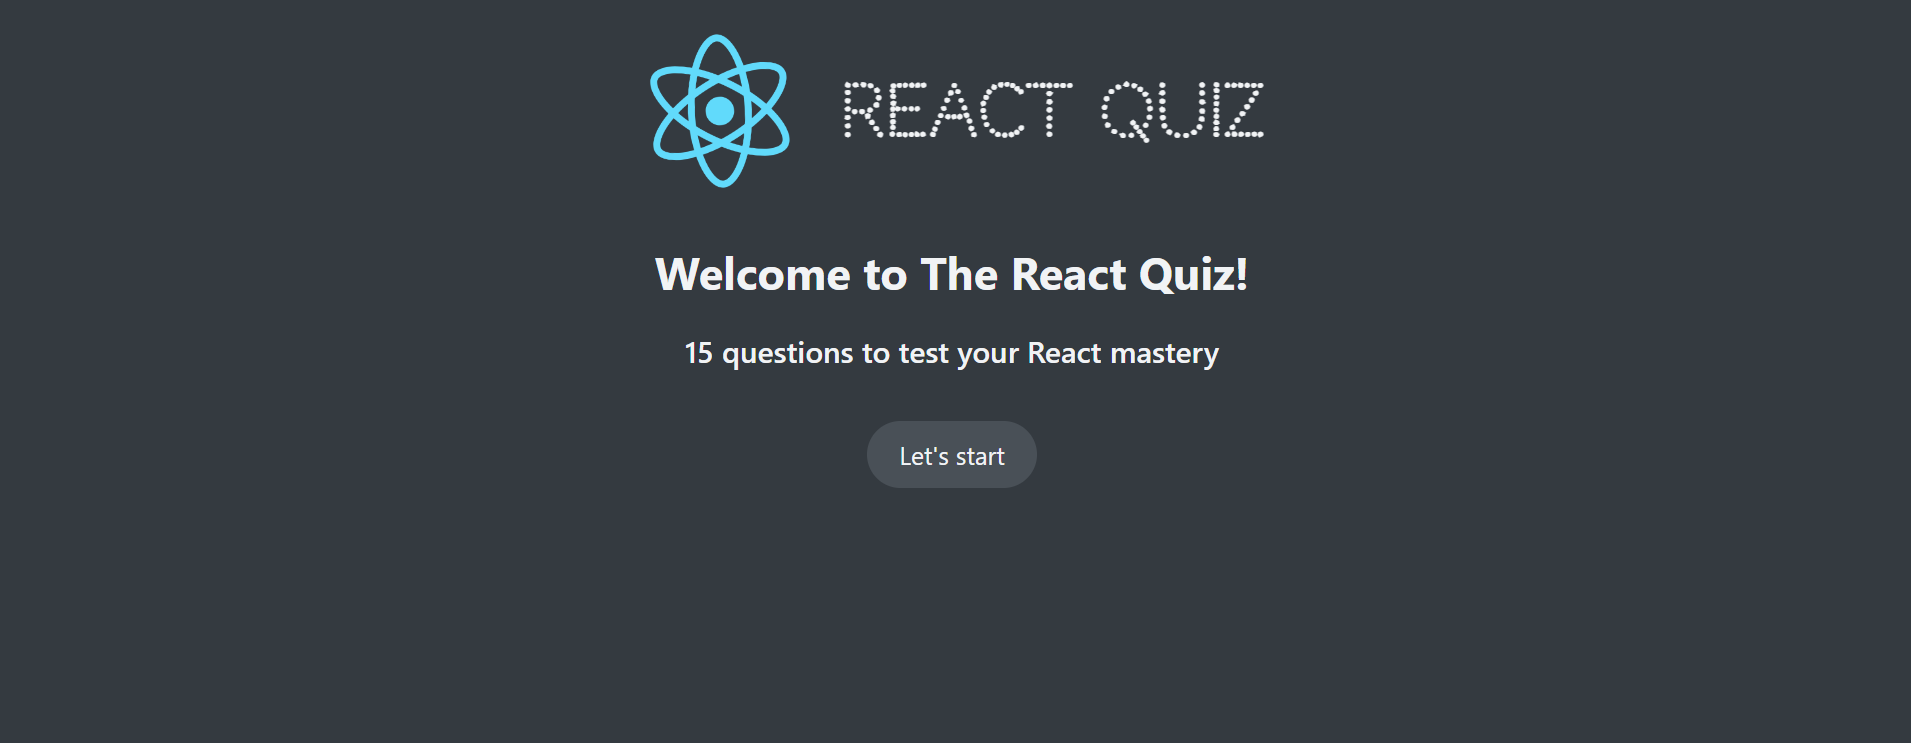 REACT QUIZ
Welcome to The React Quiz!
15 questions to test your React mastery
Let's start